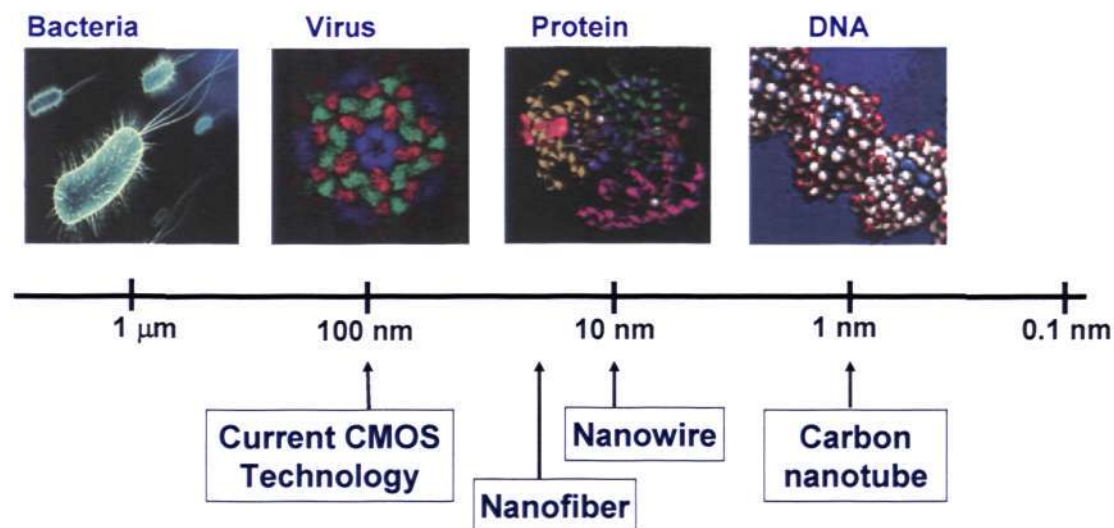 Bacteria
Virus
Protein
DNA
1 μm
100 nm
10 nm
1 nm
0.1 nm
Current CMOS
Technology
Nanofiber
Nanowire
Carbon
nanotube